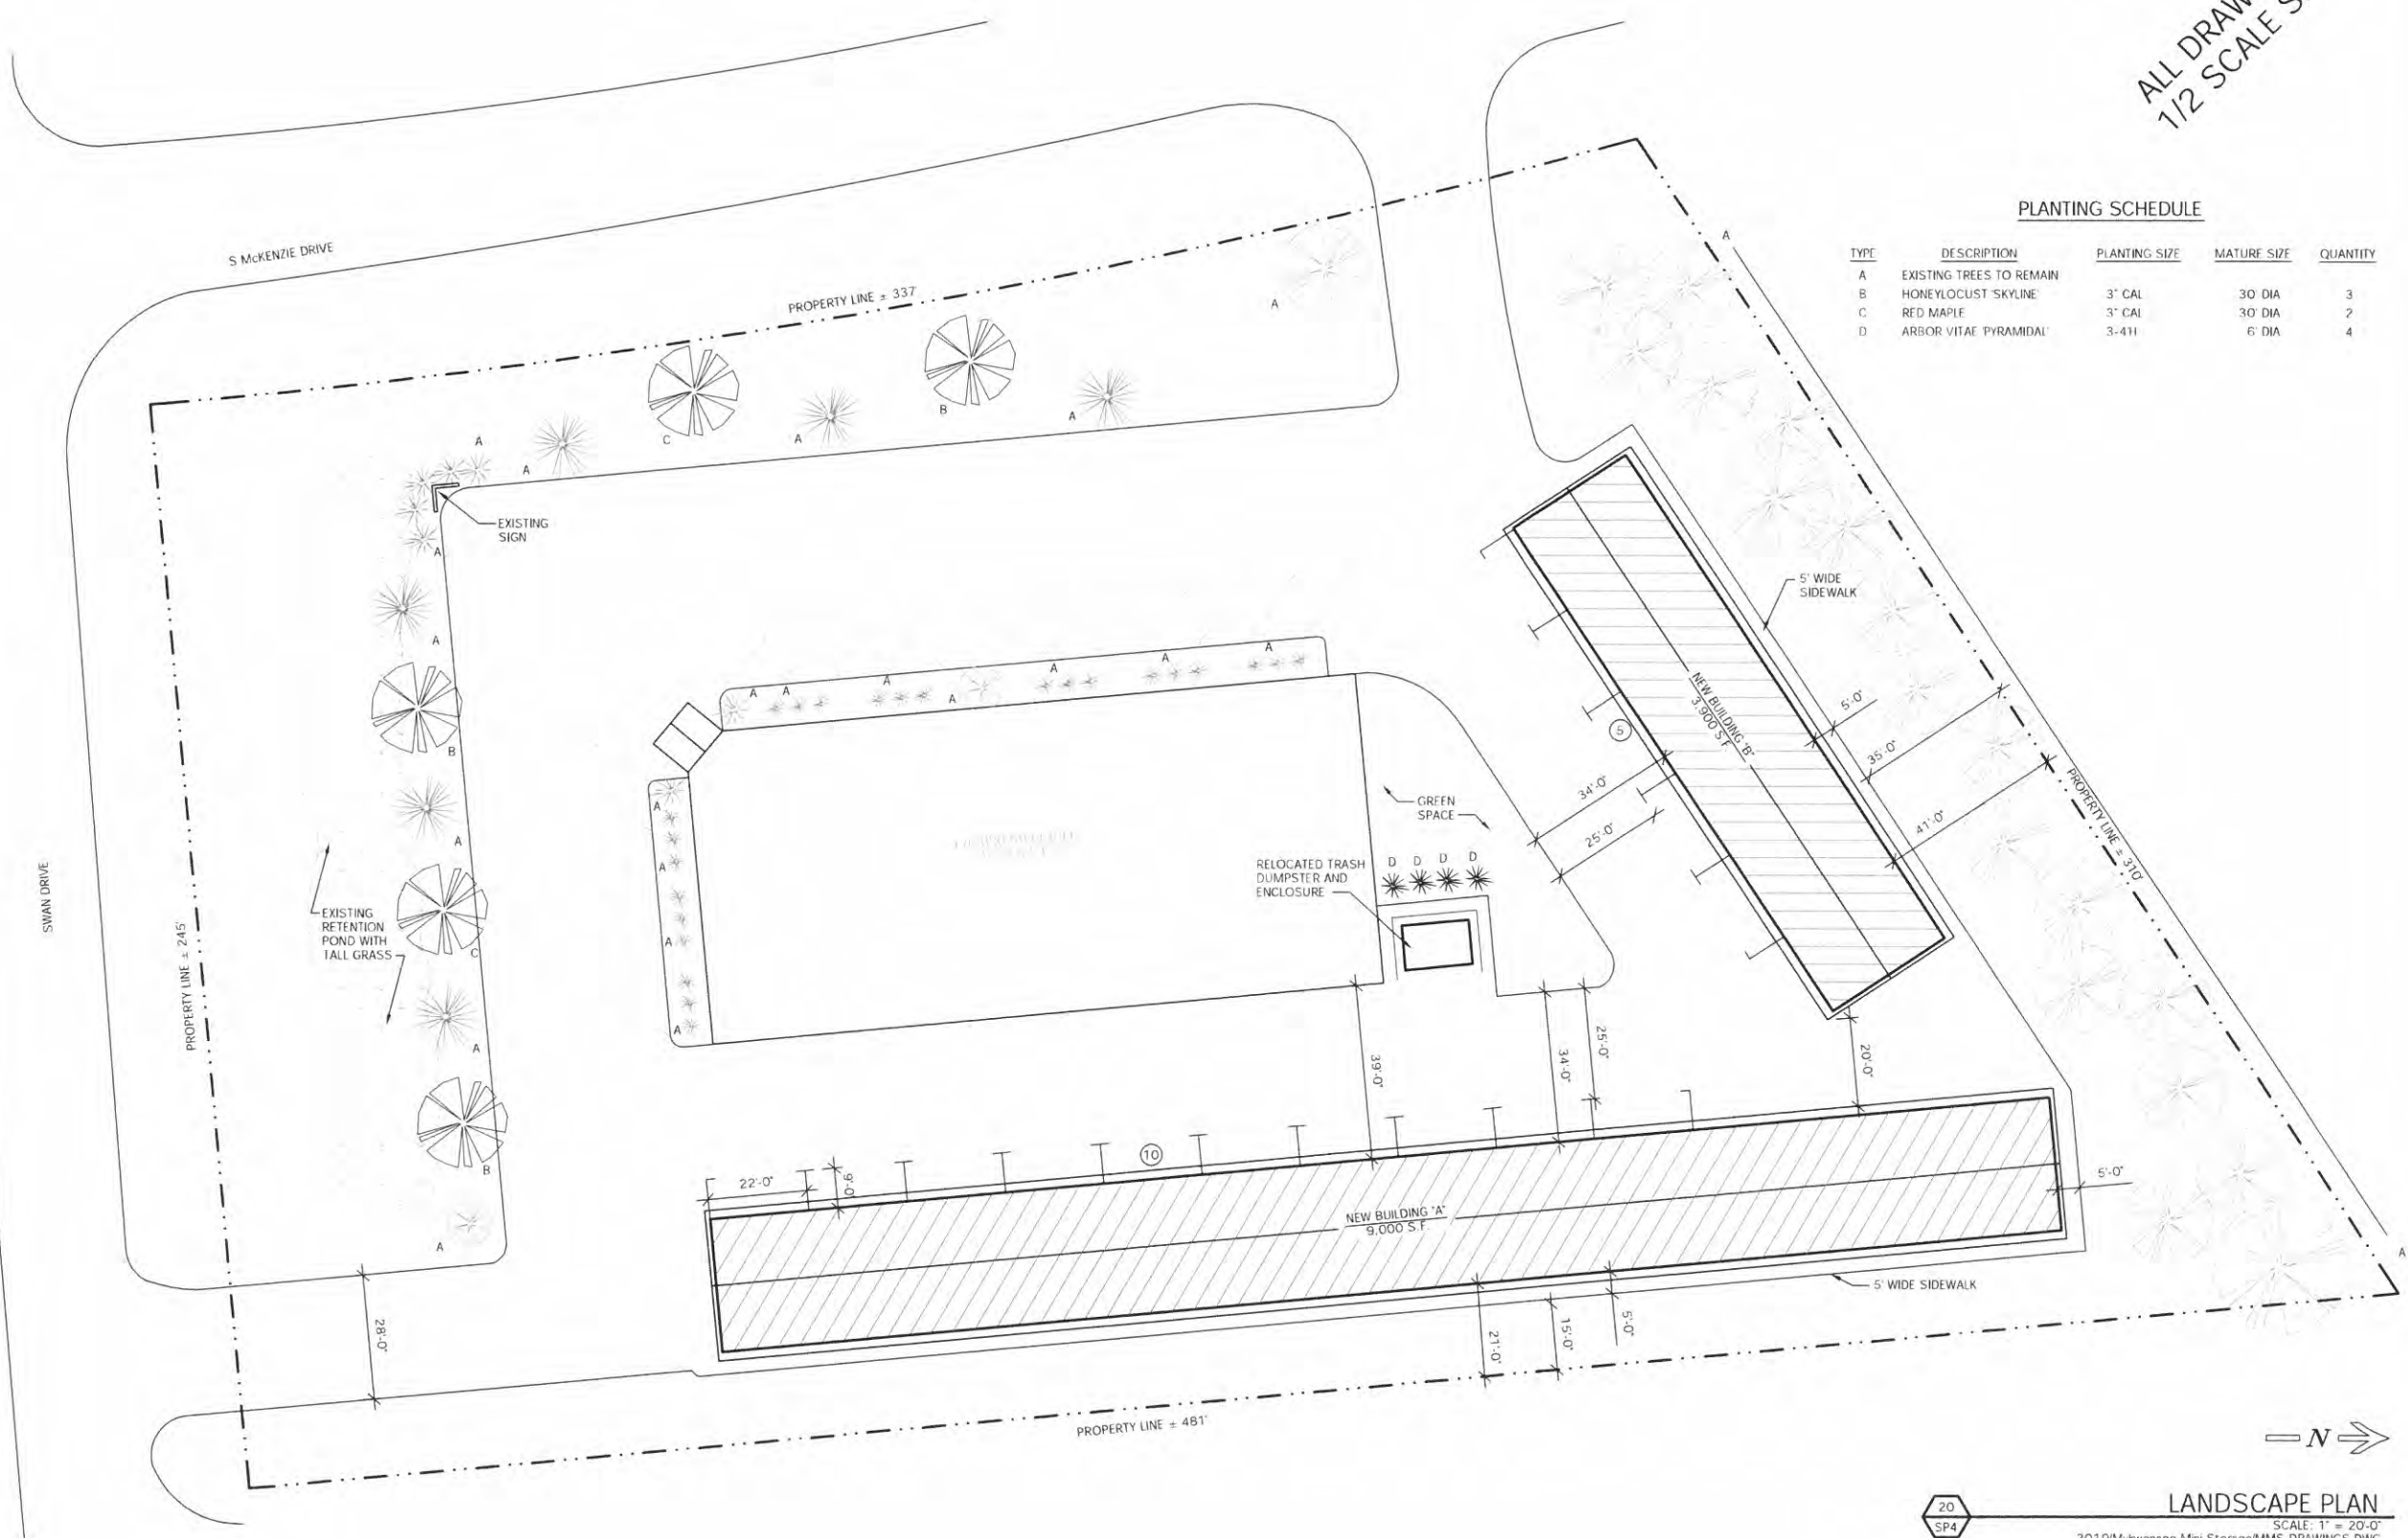 ALL DRAW
1/2 SCALE S
S McKENZIE DRIVE
PROPERTY LINE ± 337'
A
PLANTING SCHEDULE
TYPE DESCRIPTION PLANTING SIZE MATURE SIZE QUANTITY
A EXISTING TREES TO REMAIN
B HONEYLOCUST 'SKYLINE' 3" CAL 30' DIA 3
C RED MAPLE 3" CAL 30' DIA 2
D ARBOR VITAE 'PYRAMIDAL' 3-4'H 6' DIA 4
A
B
A
C
A
A
A
EXISTING
SIGN
A
A
B
A
C
A
B
A
5' WIDE
SIDEWALK
A
A
A
A
A
A
A
NEW BUILDING "B"
3,900 S.F.
5
5'-0"
35'-0"
41'-0"
34'-0"
25'-0"
PROPERTY LINE ± 310'
GREEN
SPACE
A
A
A
A
RELOCATED TRASH
DUMPSTER AND
ENCLOSURE
D D D D
SWAN DRIVE
PROPERTY LINE ± 245'
EXISTING
RETENTION
POND WITH
TALL GRASS
39'-0"
34'-0"
25'-0"
20'-0"
10
22'-0"
9'-0"
NEW BUILDING "A"
9,000 S.F.
5'-0"
5' WIDE SIDEWALK
A
28'-0"
21'-0"
15'-0"
5'-0"
PROPERTY LINE ± 481'
N
20
SP4
LANDSCAPE PLAN
SCALE: 1" = 20'-0"